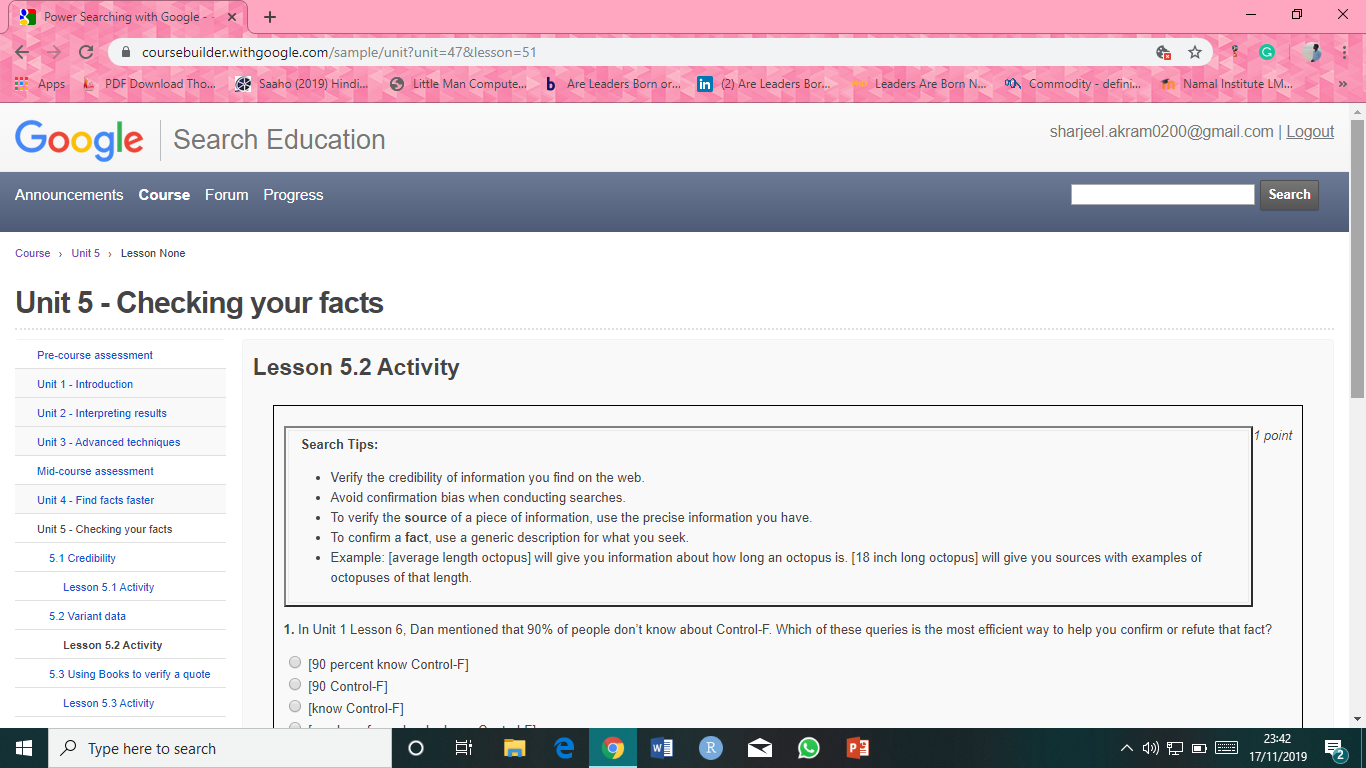 Power Searching with Google -
coursebuilder.withgoogle.com/sample/unit?unit=47&lesson=51
Apps
PDF Download Tho...
Saaho (2019) Hindi...
Little Man Compute...
Are Leaders Born or...
(2) Are Leaders Bor...
Leaders Are Born N...
Commodity - defini...
Namal Institute LM...
»
Google
Search Education
sharjeel.akram0200@gmail.com | Logout
Announcements Course Forum Progress
Search
Course › Unit 5 › Lesson None
Unit 5 - Checking your facts
Pre-course assessment
Unit 1 - Introduction
Unit 2 - Interpreting results
Unit 3 - Advanced techniques
Mid-course assessment
Unit 4 - Find facts faster
Unit 5 - Checking your facts
5.1 Credibility
Lesson 5.1 Activity
5.2 Variant data
Lesson 5.2 Activity
5.3 Using Books to verify a quote
Lesson 5.3 Activity
Lesson 5.2 Activity
1 point
Search Tips:
• Verify the credibility of information you find on the web.
• Avoid confirmation bias when conducting searches.
• To verify the source of a piece of information, use the precise information you have.
• To confirm a fact, use a generic description for what you seek.
• Example: [average length octopus] will give you information about how long an octopus is. [18 inch long octopus] will give you sources with examples of
octopuses of that length.
1. In Unit 1 Lesson 6, Dan mentioned that 90% of people don't know about Control-F. Which of these queries is the most efficient way to help you confirm or refute that fact?
[90 percent know Control-F]
[90 Control-F]
[know Control-F]
Type here to search
23:42
17/11/2019
2